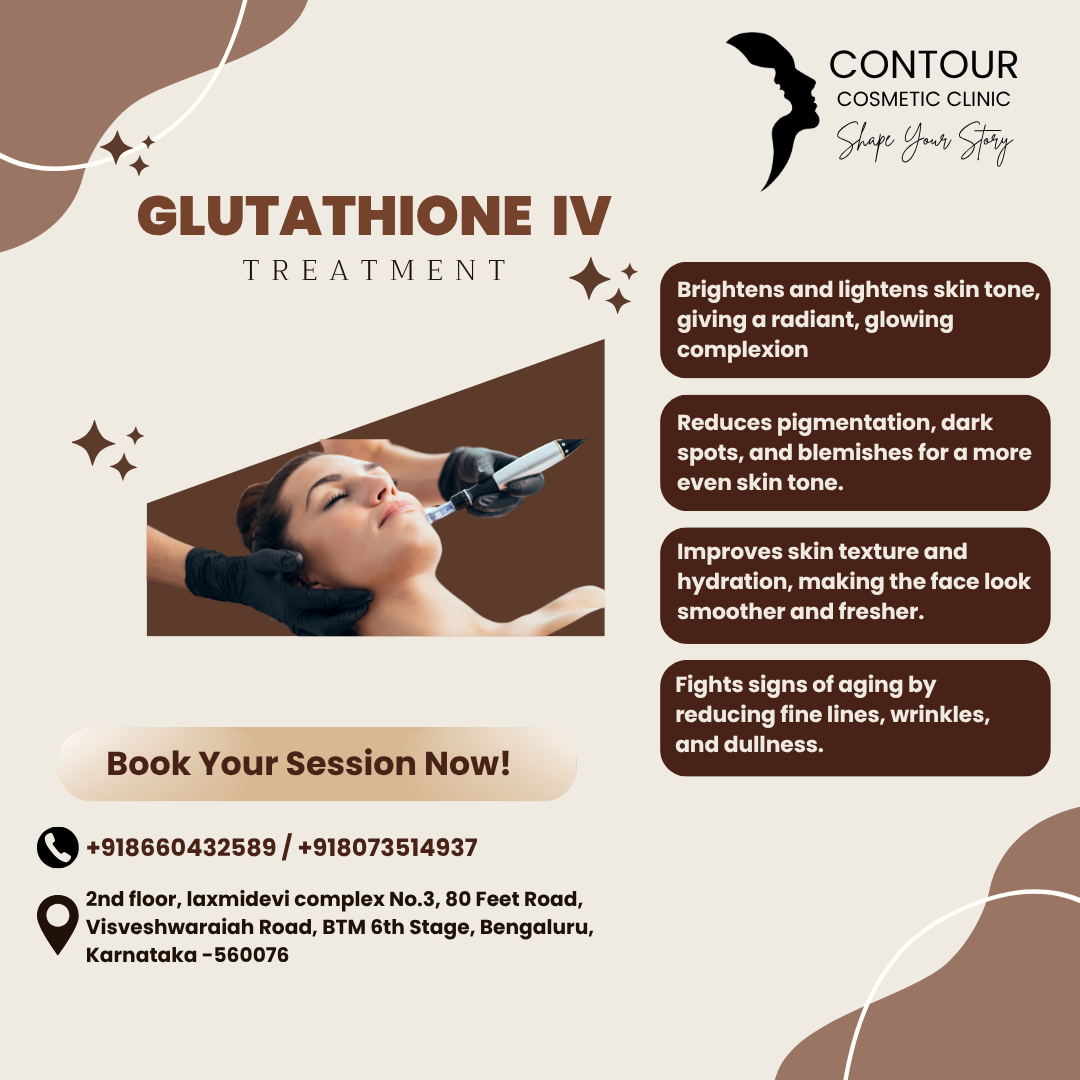 CONTOUR
COSMETIC CLINIC
Shape Your Story
GLUTATHIONE IV
TREATMENT
Brightens and lightens skin tone,
giving a radiant, glowing
complexion
Reduces pigmentation, dark
spots, and blemishes for a more
even skin tone.
Improves skin texture and
hydration, making the face look
smoother and fresher.
Fights signs of aging by
reducing fine lines, wrinkles,
and dullness.
Book Your Session Now!
+918660432589 / +918073514937
2nd floor, laxmidevi complex No.3, 80 Feet Road,
Visveshwaraiah Road, BTM 6th Stage, Bengaluru,
Karnataka -560076